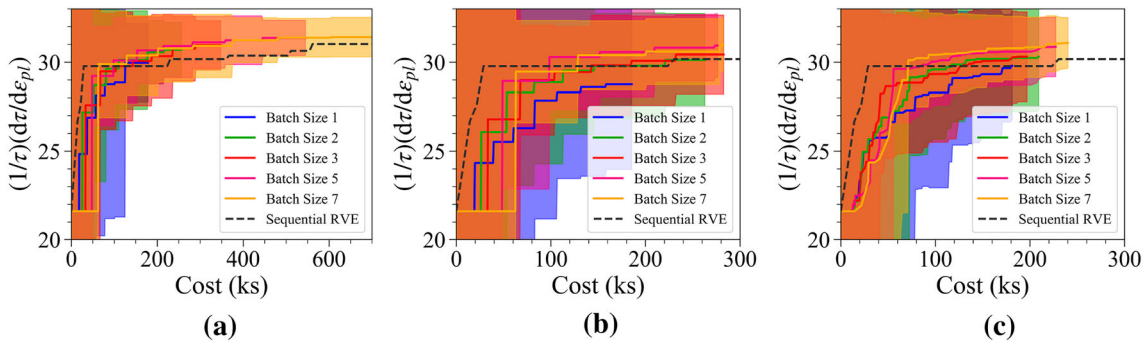 (1/τ)(dτ/dε_pl)
30
25
20
0 200 400 600
Cost (ks)
Batch Size 1
Batch Size 2
Batch Size 3
Batch Size 5
Batch Size 7
Sequential RVE
(a)
(1/τ)(dτ/dε_pl)
30
25
20
0 100 200 300
Cost (ks)
Batch Size 1
Batch Size 2
Batch Size 3
Batch Size 5
Batch Size 7
Sequential RVE
(b)
(1/τ)(dτ/dε_pl)
30
25
20
0 100 200 300
Cost (ks)
Batch Size 1
Batch Size 2
Batch Size 3
Batch Size 5
Batch Size 7
Sequential RVE
(c)